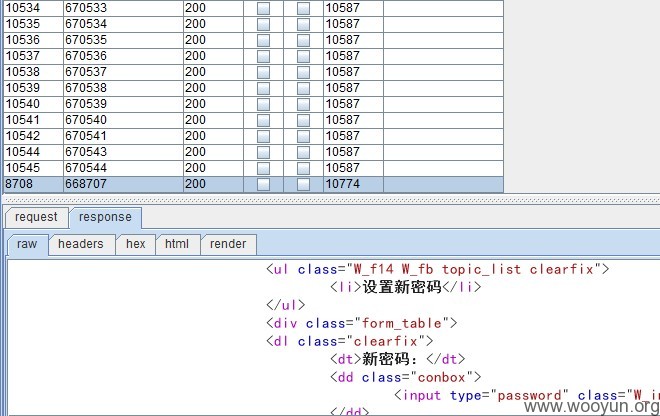 10534 670533 200 10587
10535 670534 200 10587
10536 670535 200 10587
10537 670536 200 10587
10538 670537 200 10587
10539 670538 200 10587
10540 670539 200 10587
10541 670540 200 10587
10542 670541 200 10587
10544 670543 200 10587
10545 670544 200 10587
8708 668707 200 10774
request response
raw headers hex html render
<ul class="W_f14 W_fb topic_list clearfix">
<li>设置新密码</li>
</ul>
<div class="form_table">
<dl class="clearfix">
<dt>新密码：</dt>
<dd class="conbox">
<input type="password" class="W_in
</dd>
www.wooyun.org